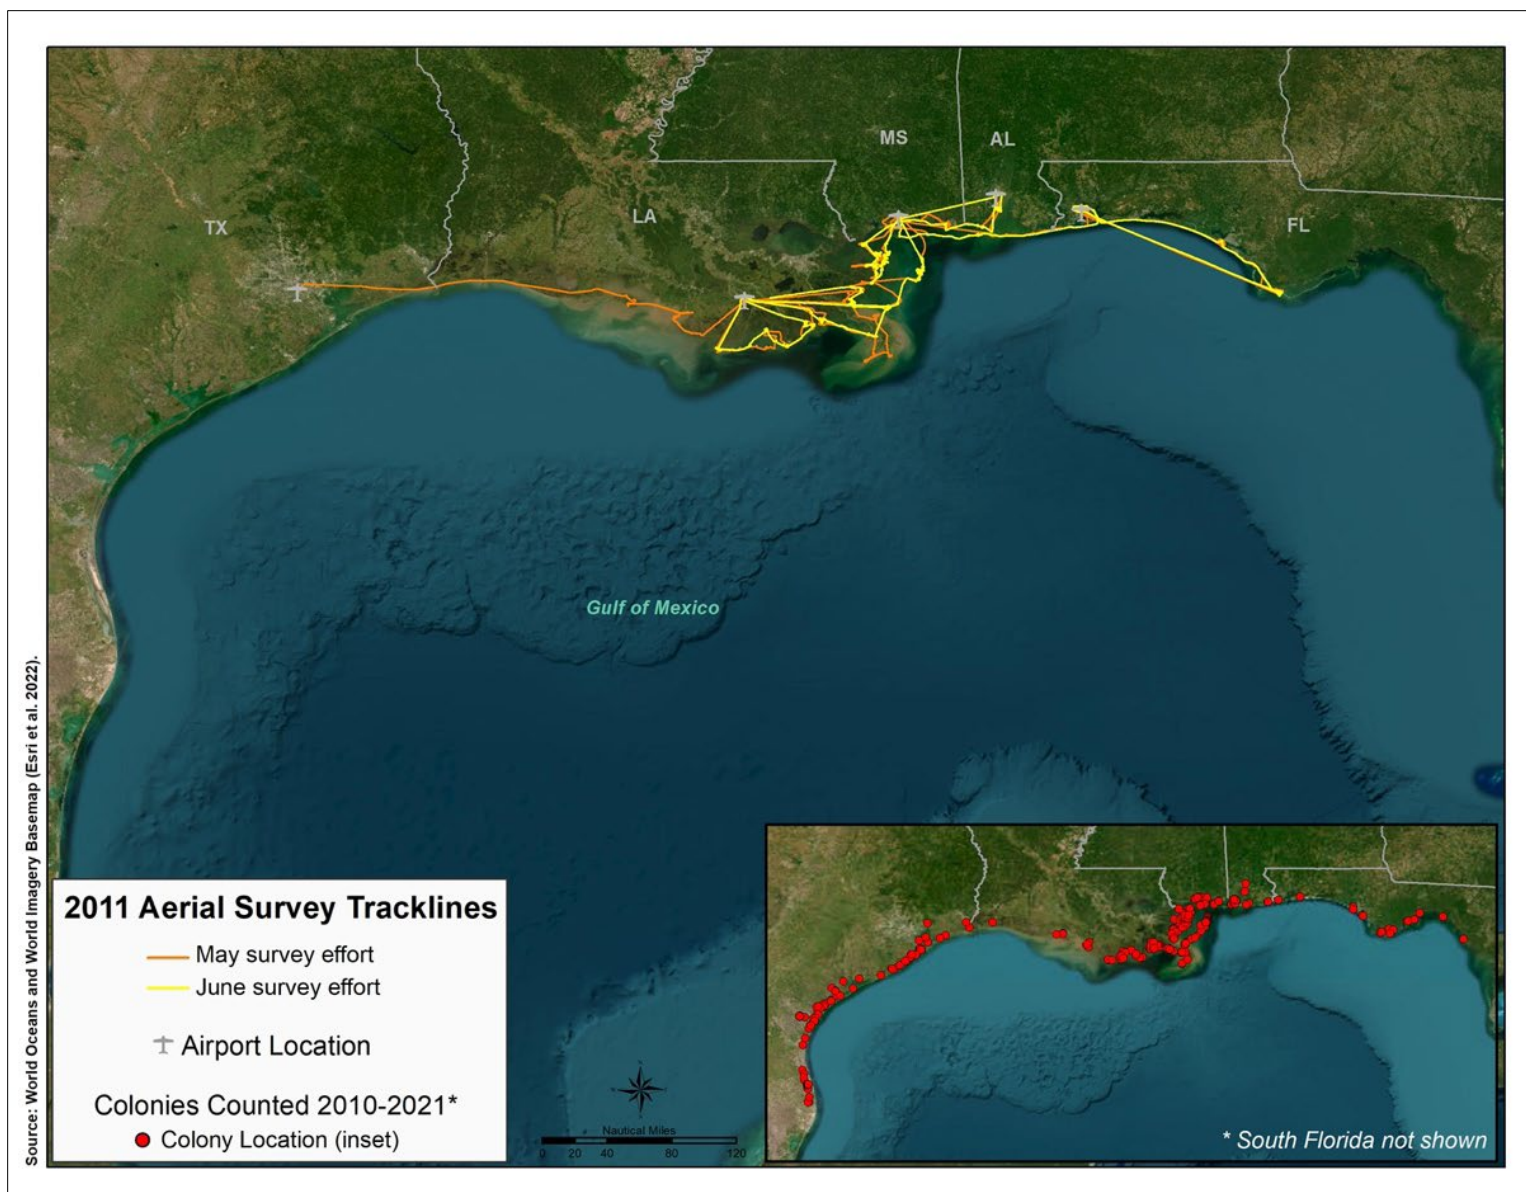 MS
AL
TX
LA
FL
Gulf of Mexico
Source: World Oceans and World Imagery Basemap (Esri et al. 2022).
2011 Aerial Survey Tracklines
May survey effort
June survey effort
Airport Location
Colonies Counted 2010-2021*
Colony Location (inset)
Nautical Miles
0 20 40 80 120
* South Florida not shown